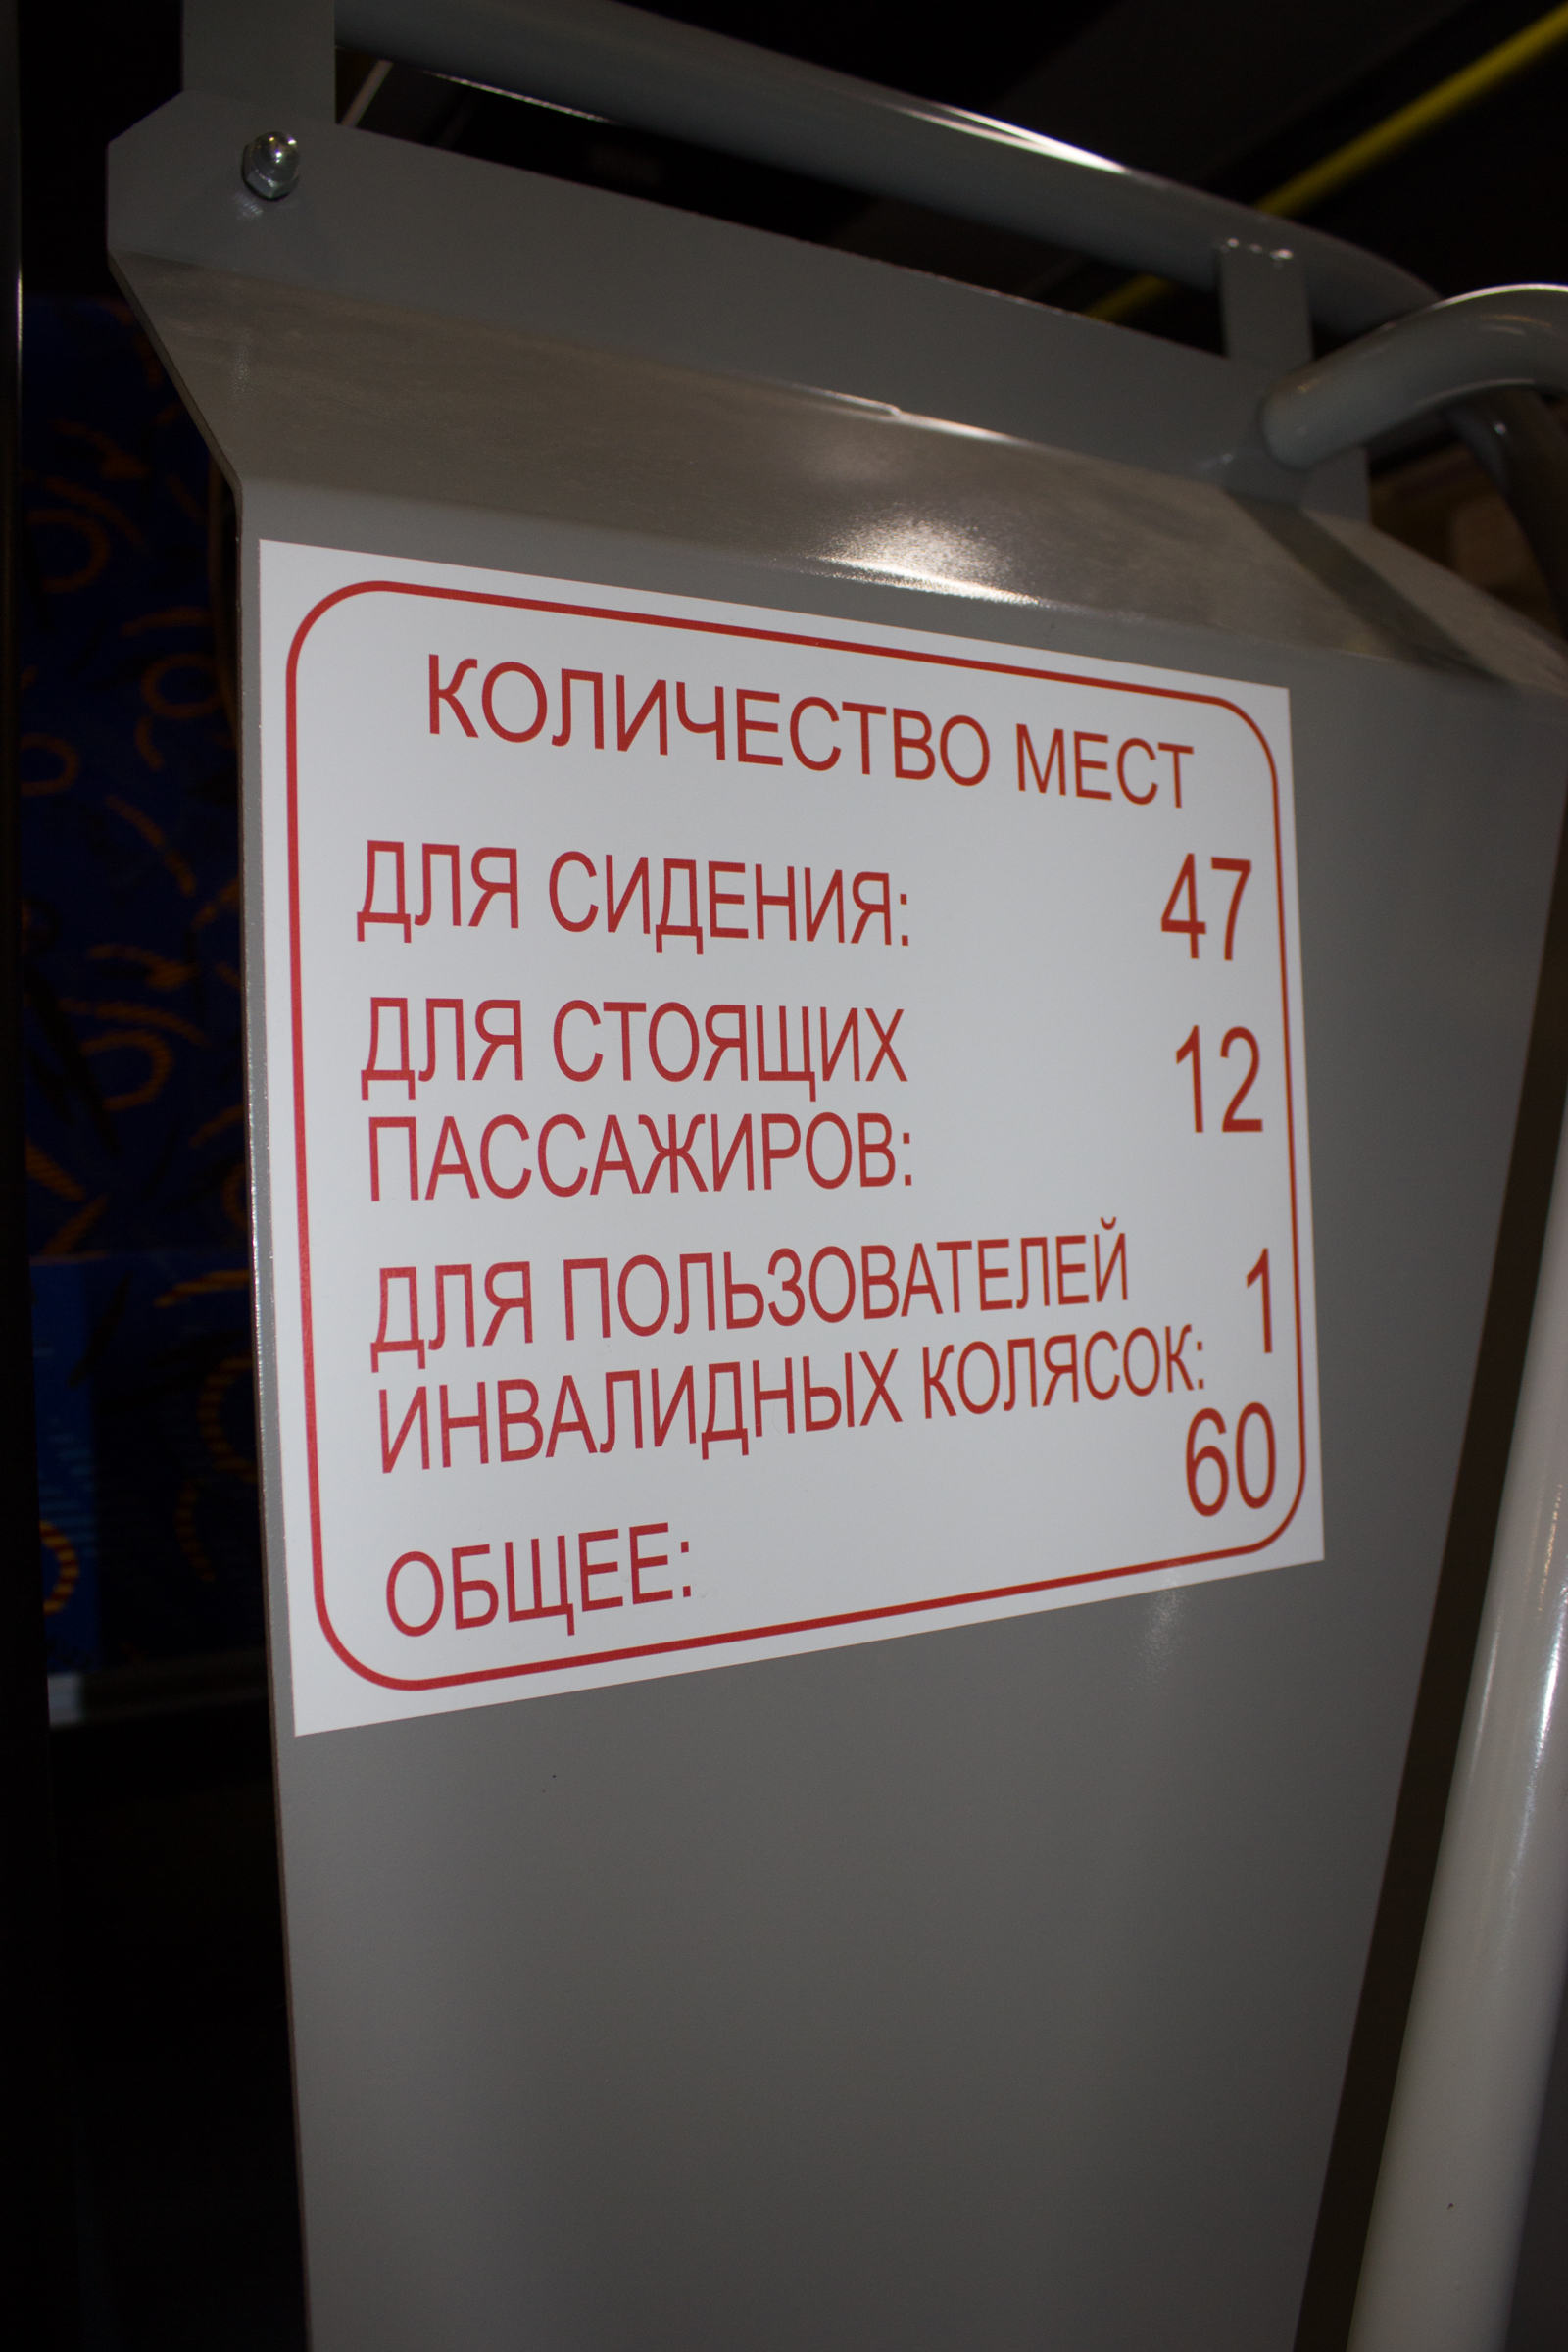 КОЛИЧЕСТВО МЕСТ
ДЛЯ СИДЕНИЯ: 47
ДЛЯ СТОЯЩИХ 12
ПАССАЖИРОВ:
ДЛЯ ПОЛЬЗОВАТЕЛЕЙ 1
ИНВАЛИДНЫХ КОЛЯСОК:
ОБЩЕЕ: 60